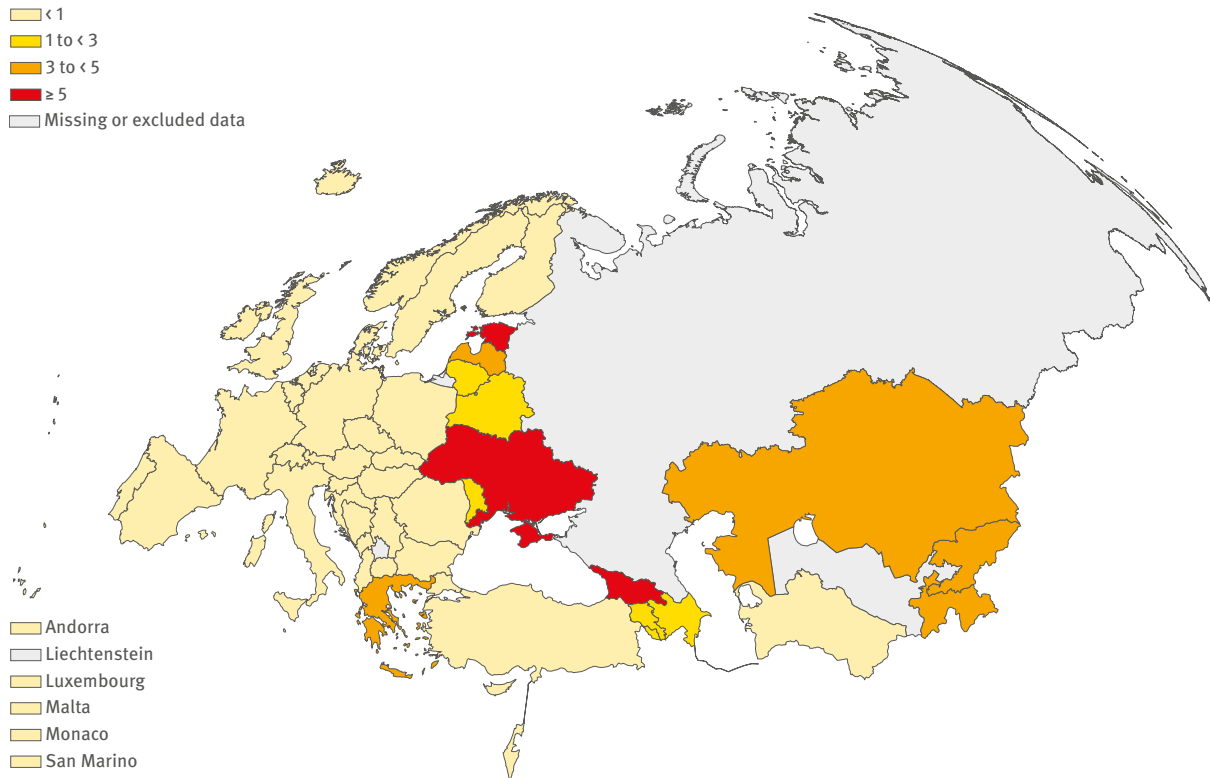 < 1
1 to < 3
3 to < 5
≥ 5
Missing or excluded data
Andorra
Liechtenstein
Luxembourg
Malta
Monaco
San Marino